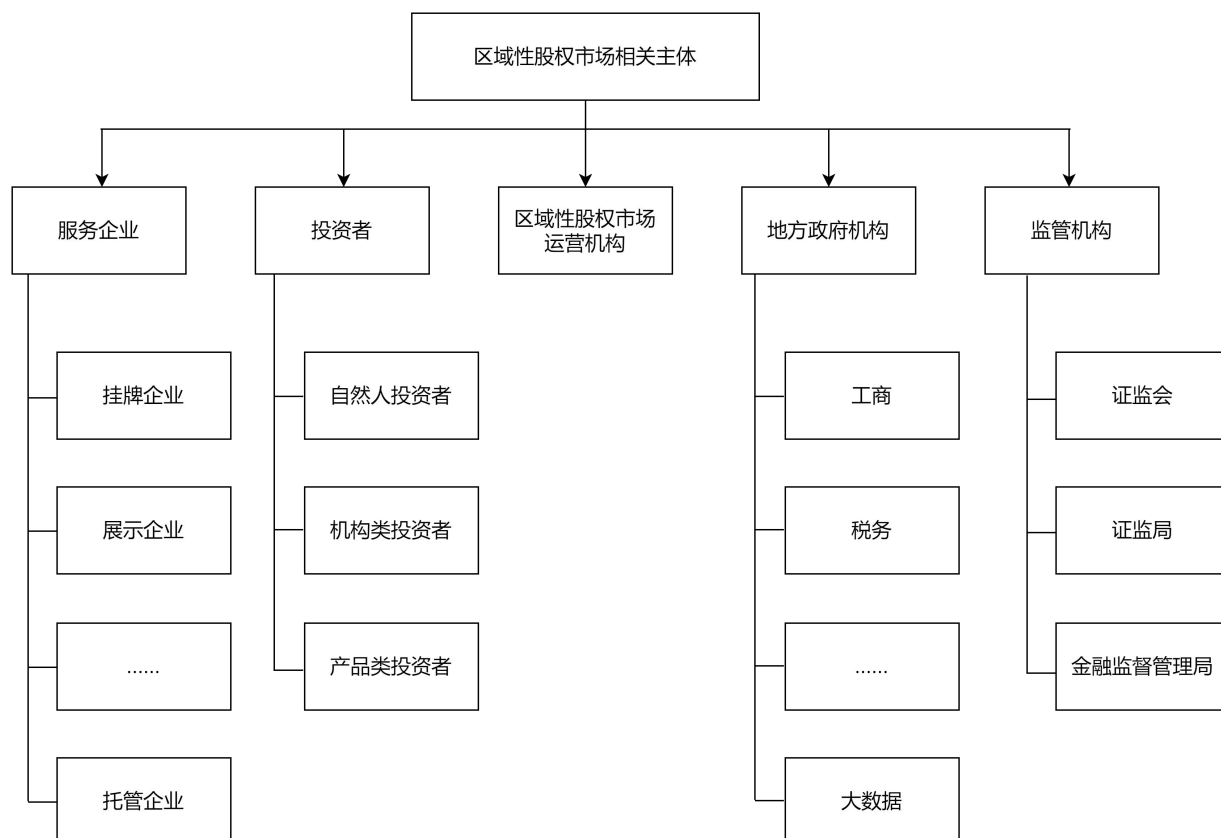 区域性股权市场相关主体
服务企业
投资者
区域性股权市场
运营机构
地方政府机构
监管机构
挂牌企业
自然人投资者
工商
证监会
展示企业
机构类投资者
税务
证监局
......
产品类投资者
......
金融监督管理局
托管企业
大数据